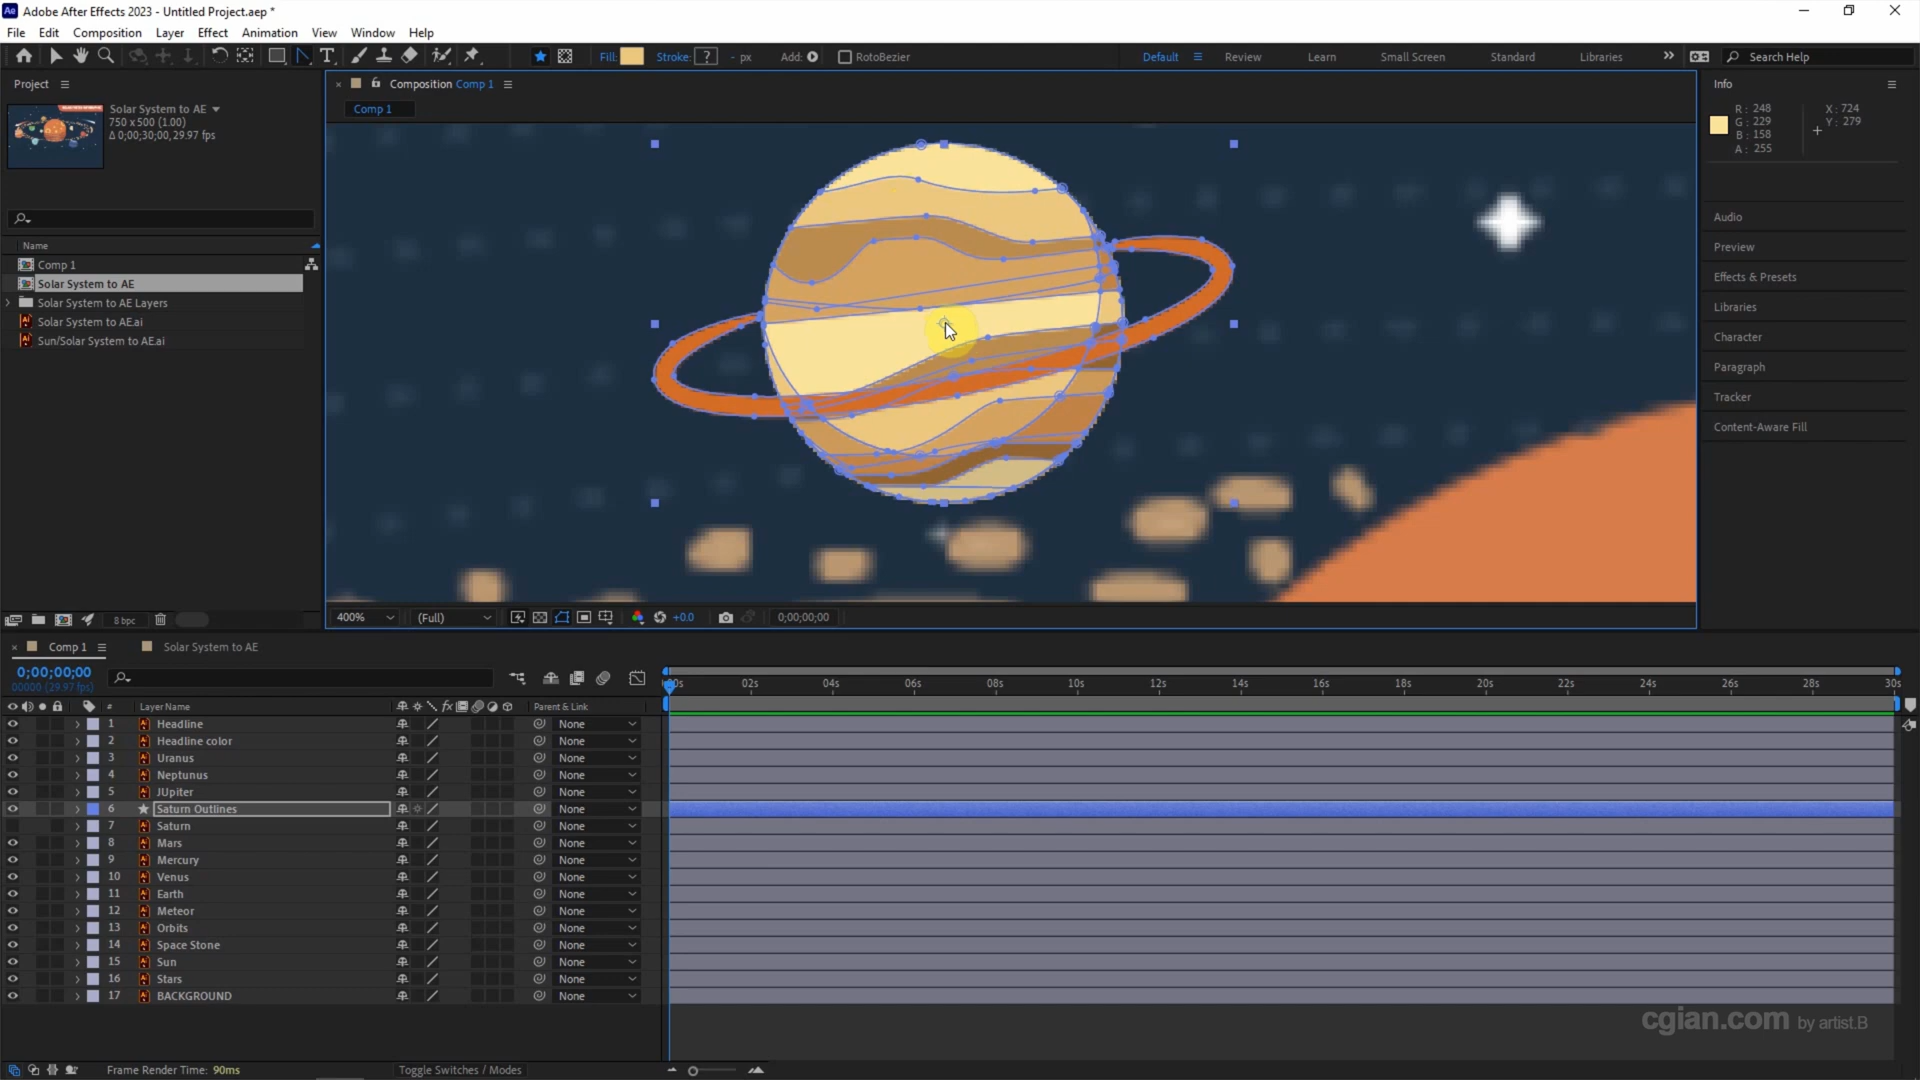 Ae Adobe After Effects 2023 - Untitled Project.aep *
File Edit Composition Layer Effect Animation View Window Help
Fill: Stroke: ? - px Add: RotoBezier Default Review Learn Small Screen Standard Libraries Search Help
Project
Solar System to AE
750 x 500 (1.00)
Δ 0;00;30;00, 29.97 fps
Name
Comp 1
Solar System to AE
Solar System to AE Layers
Solar System to AE.ai
Sun/Solar System to AE.ai
8 bpc
Composition Comp 1
Comp 1
400% (Full) +0.0 0;00;00;00
Info
R: 248
G: 229
B: 158
A: 255
X: 724
Y: 279
Audio
Preview
Effects & Presets
Libraries
Character
Paragraph
Tracker
Content-Aware Fill
Comp 1 Solar System to AE
0;00;00;00
00000 (29.97 fps)
# Layer Name fx Parent & Link
02s 04s 06s 08s 10s 12s 14s 16s 18s 20s 22s 24s 26s 28s 30s
1 Headline None
2 Headline color None
3 Uranus None
4 Neptunus None
5 JUpiter None
6 Saturn Outlines None
7 Saturn None
8 Mars None
9 Mercury None
10 Venus None
11 Earth None
12 Meteor None
13 Orbits None
14 Space Stone None
15 Sun None
16 Stars None
17 BACKGROUND None
cgian.com by artist.B
Frame Render Time: 90ms Toggle Switches / Modes